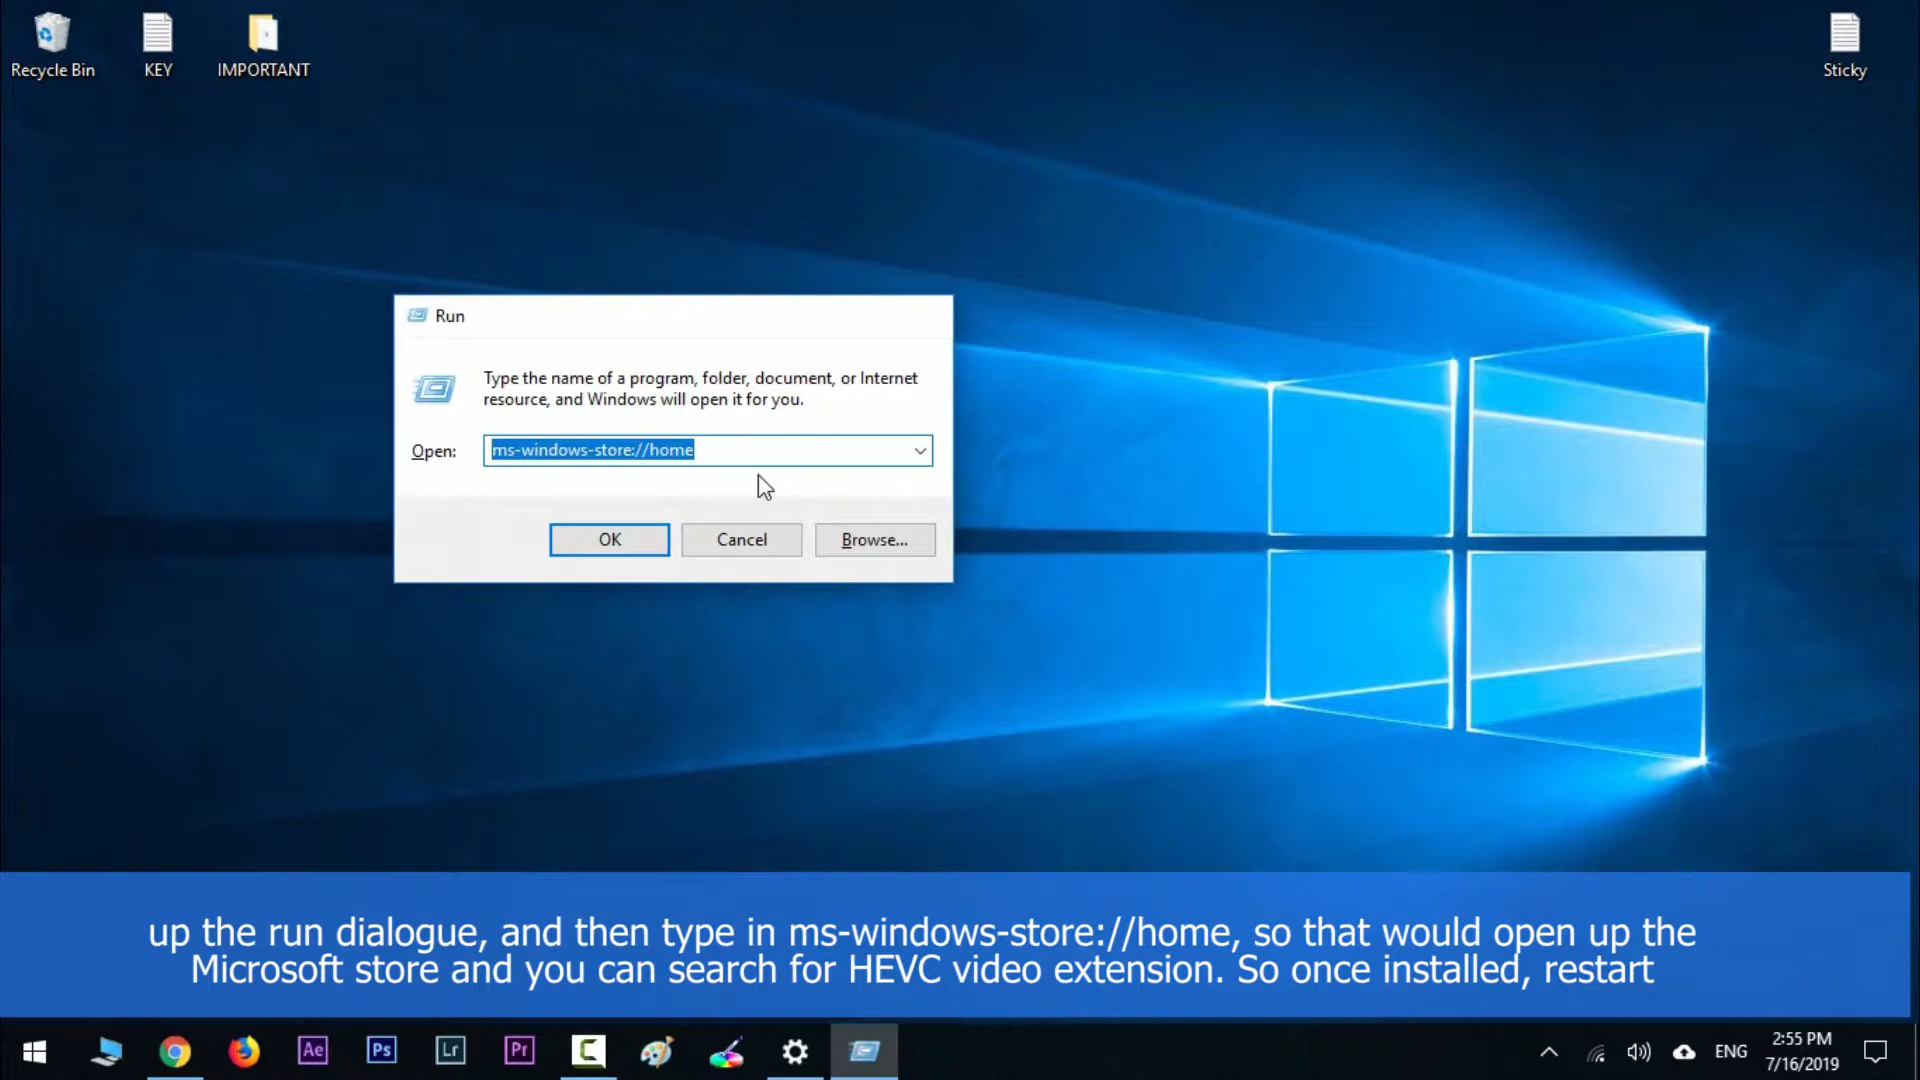 Recycle Bin
KEY
IMPORTANT
Sticky
Run
Type the name of a program, folder, document, or Internet
resource, and Windows will open it for you.
Open:
ms-windows-store://home
OK
Cancel
Browse...
up the run dialogue, and then type in ms-windows-store://home, so that would open up the
Microsoft store and you can search for HEVC video extension. So once installed, restart
Ae
Ps
Lr
Pr
C
ENG
2:55 PM
7/16/2019